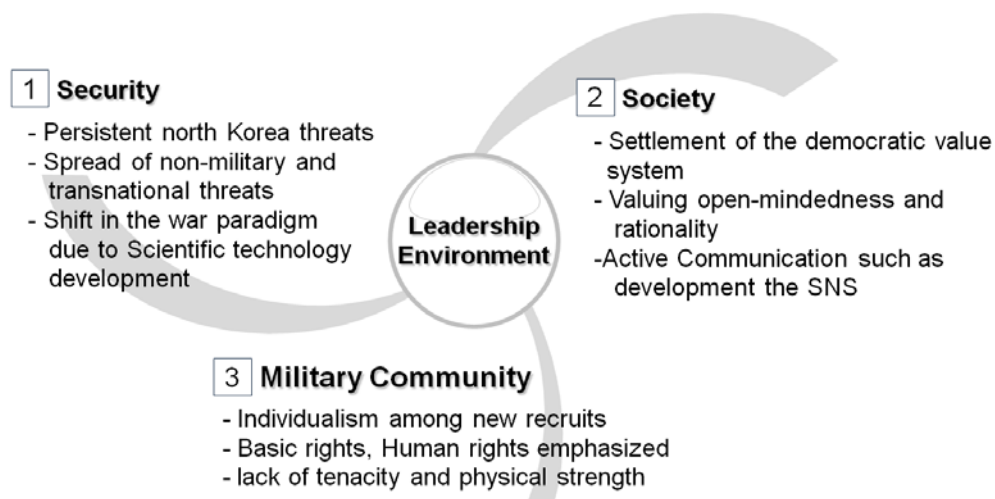 1 Security
- Persistent north Korea threats
- Spread of non-military and
transnational threats
- Shift in the war paradigm
due to Scientific technology
development
2 Society
- Settlement of the democratic value
system
- Valuing open-mindedness and
rationality
-Active Communication such as
development the SNS
Leadership
Environment
3 Military Community
- Individualism among new recruits
- Basic rights, Human rights emphasized
- lack of tenacity and physical strength